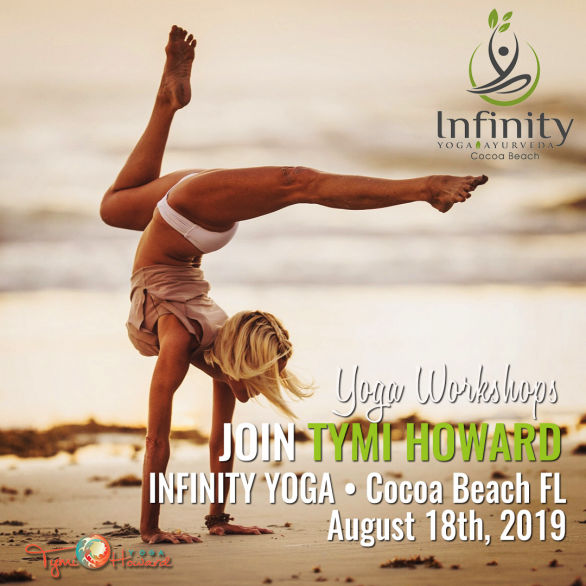 Infinity
YOGA AYURVEDA
Cocoa Beach
Yoga Workshops
JOIN TYMI HOWARD
INFINITY YOGA • Cocoa Beach FL
August 18th, 2019
YOGA
Tymi Howard